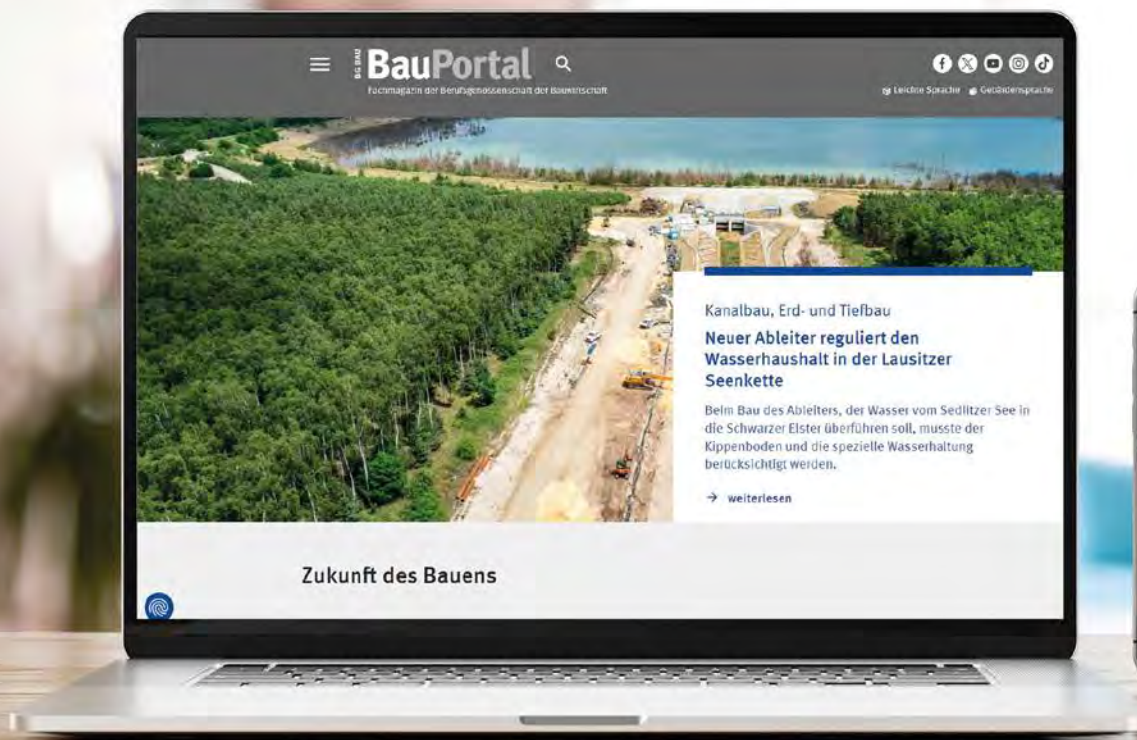 BG BAU
BauPortal
Fachmagazin der Berufsgenossenschaft der Bauwirtschaft
Leichte Sprache Gebärdensprache
Kanalbau, Erd- und Tiefbau
Neuer Ableiter reguliert den
Wasserhaushalt in der Lausitzer
Seenkette
Beim Bau des Ableiters, der Wasser vom Sedlitzer See in
die Schwarzer Elster überführen soll, musste der
Kippenboden und die spezielle Wasserhaltung
berücksichtigt werden.
→ weiterlesen
Zukunft des Bauens